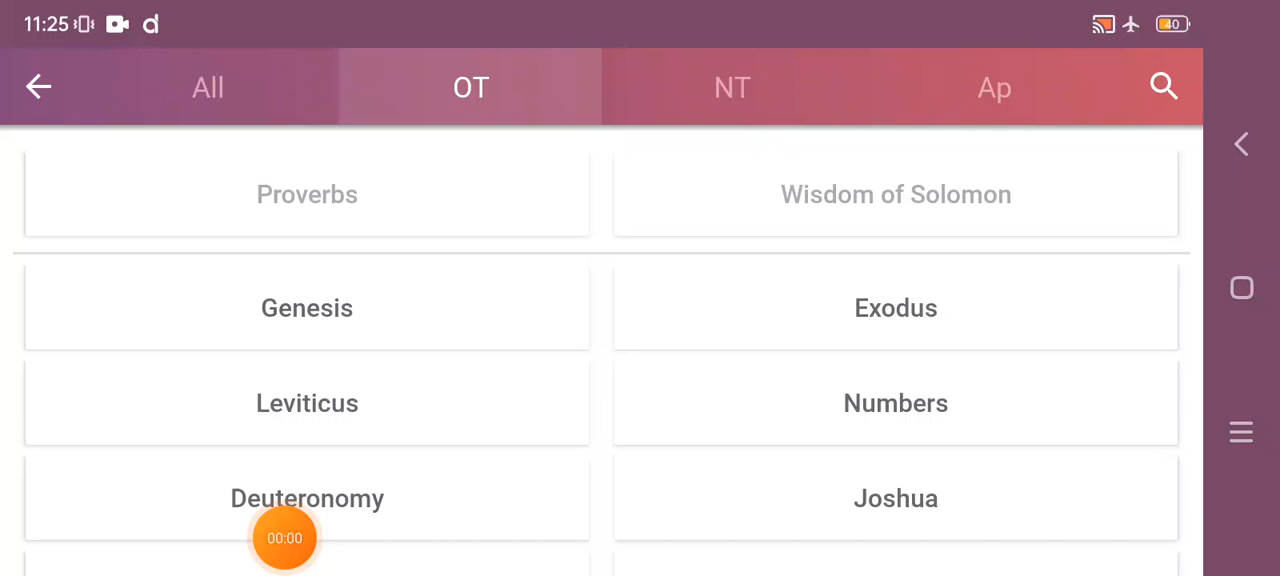 11:25 40
All OT NT Ap
Proverbs Wisdom of Solomon
Genesis Exodus
Leviticus Numbers
Deuteronomy Joshua
00:00